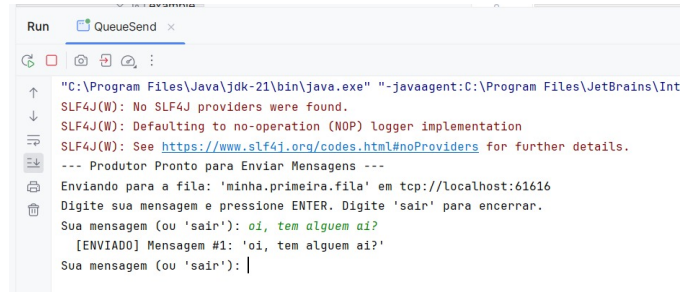 Run QueueSend
"C:\Program Files\Java\jdk-21\bin\java.exe" "-javaagent:C:\Program Files\JetBrains\Int
SLF4J(W): No SLF4J providers were found.
SLF4J(W): Defaulting to no-operation (NOP) logger implementation
SLF4J(W): See https://www.slf4j.org/codes.html#noProviders for further details.
--- Produtor Pronto para Enviar Mensagens ---
Enviando para a fila: 'minha.primeira.fila' em tcp://localhost:61616
Digite sua mensagem e pressione ENTER. Digite 'sair' para encerrar.
Sua mensagem (ou 'sair'): oi, tem alguem ai?
[ENVIADO] Mensagem #1: 'oi, tem alguem ai?'
Sua mensagem (ou 'sair'):